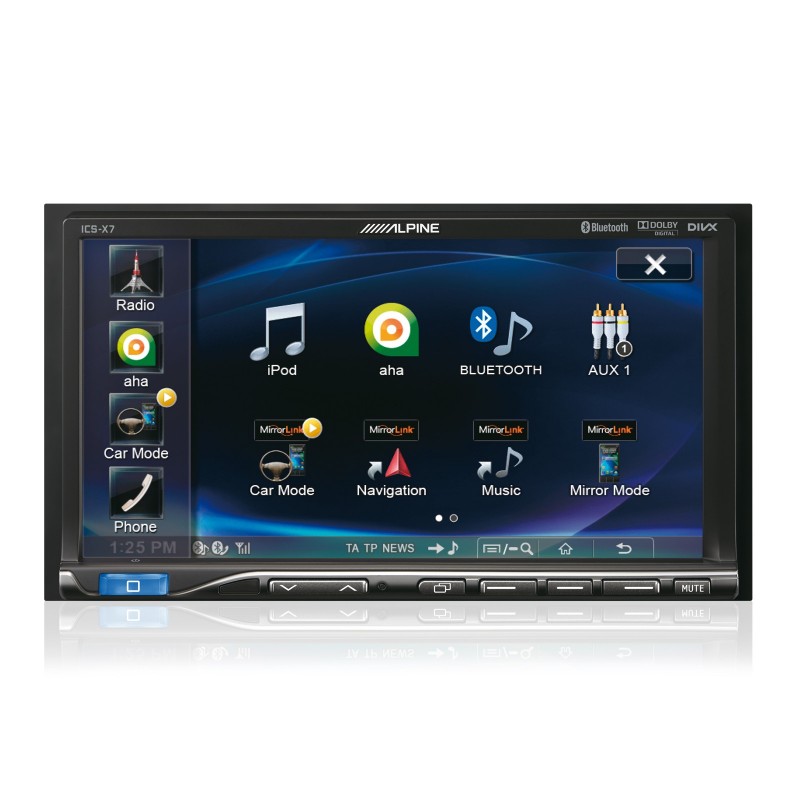 ICS-X7
ALPINE
Bluetooth
DOLBY
DIGITAL
DIVX
Radio
aha
Car Mode
Phone
iPod
aha
BLUETOOTH
AUX 1
1
MirrorLink
MirrorLink
MirrorLink
MirrorLink
Car Mode
Navigation
Music
Mirror Mode
1:25 PM
TA TP NEWS
MUTE